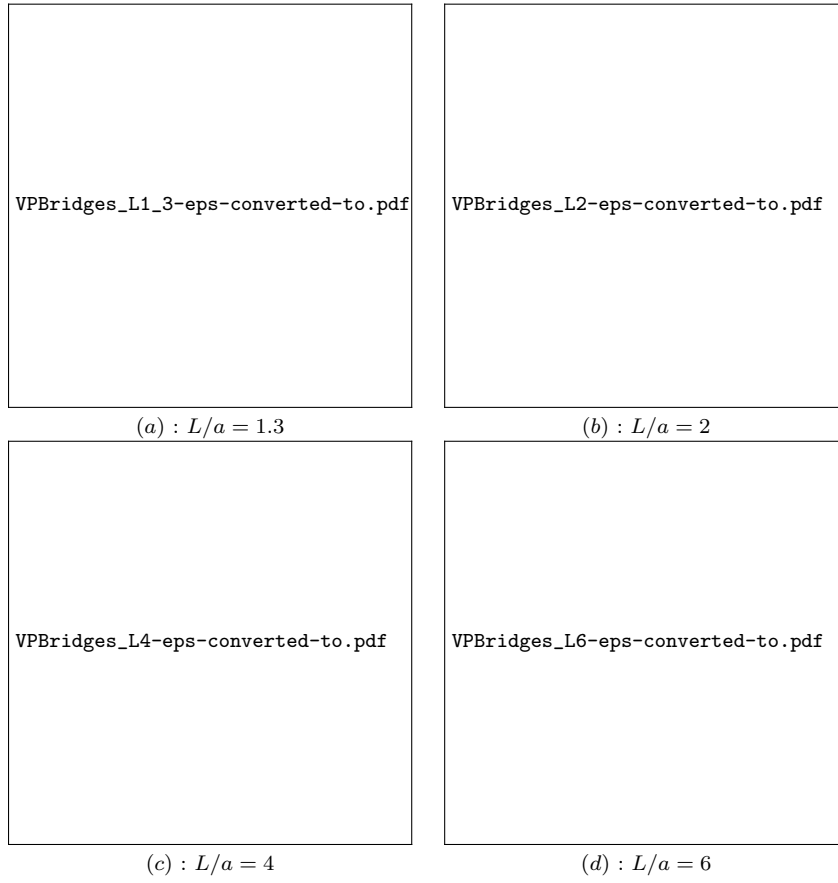 VPBridges_L1_3-eps-converted-to.pdf
VPBridges_L2-eps-converted-to.pdf
(a) : L/a = 1.3
(b) : L/a = 2
VPBridges_L4-eps-converted-to.pdf
VPBridges_L6-eps-converted-to.pdf
(c) : L/a = 4
(d) : L/a = 6